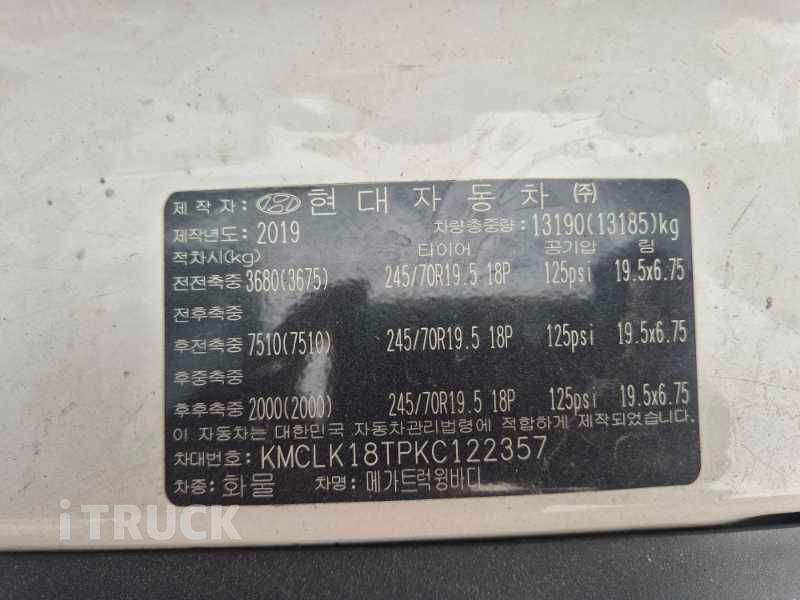 제작자: 현대자동차 ㈜
제작년도: 2019 차량총중량: 13190(13185)kg
적차시(kg) 타이어 공기압 림
전전축중 3680(3675) 245/70R19.5 18P 125psi 19.5x6.75
전후축중
후전축중 7510(7510) 245/70R19.5 18P 125psi 19.5x6.75
후중축중
후후축중 2000(2000) 245/70R19.5 18P 125psi 19.5x6.75
이 자동차는 대한민국 자동차관리법령에 적합하게 제작되었습니다
차대번호: KMCLK18TPKC122357
차종: 화물 차명: 메가트럭윙바디
iTRUCK